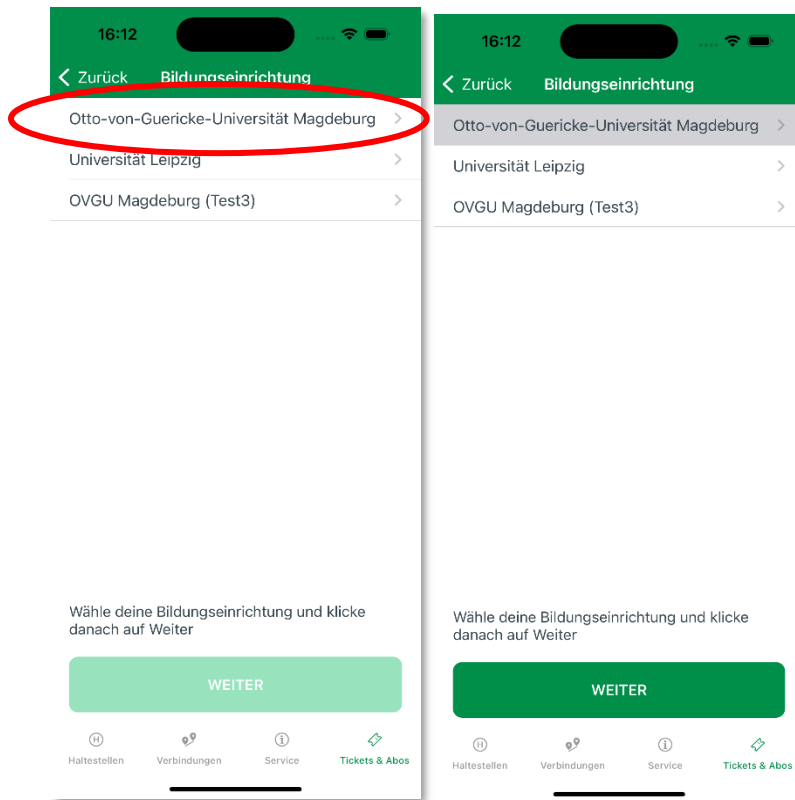 16:12
Zurück Bildungseinrichtung
Otto-von-Guericke-Universität Magdeburg
Universität Leipzig
OVGU Magdeburg (Test3)
Wähle deine Bildungseinrichtung und klicke
danach auf Weiter
WEITER
Haltestellen Verbindungen Service Tickets & Abos
16:12
Zurück Bildungseinrichtung
Otto-von-Guericke-Universität Magdeburg
Universität Leipzig
OVGU Magdeburg (Test3)
Wähle deine Bildungseinrichtung und klicke
danach auf Weiter
WEITER
Haltestellen Verbindungen Service Tickets & Abos